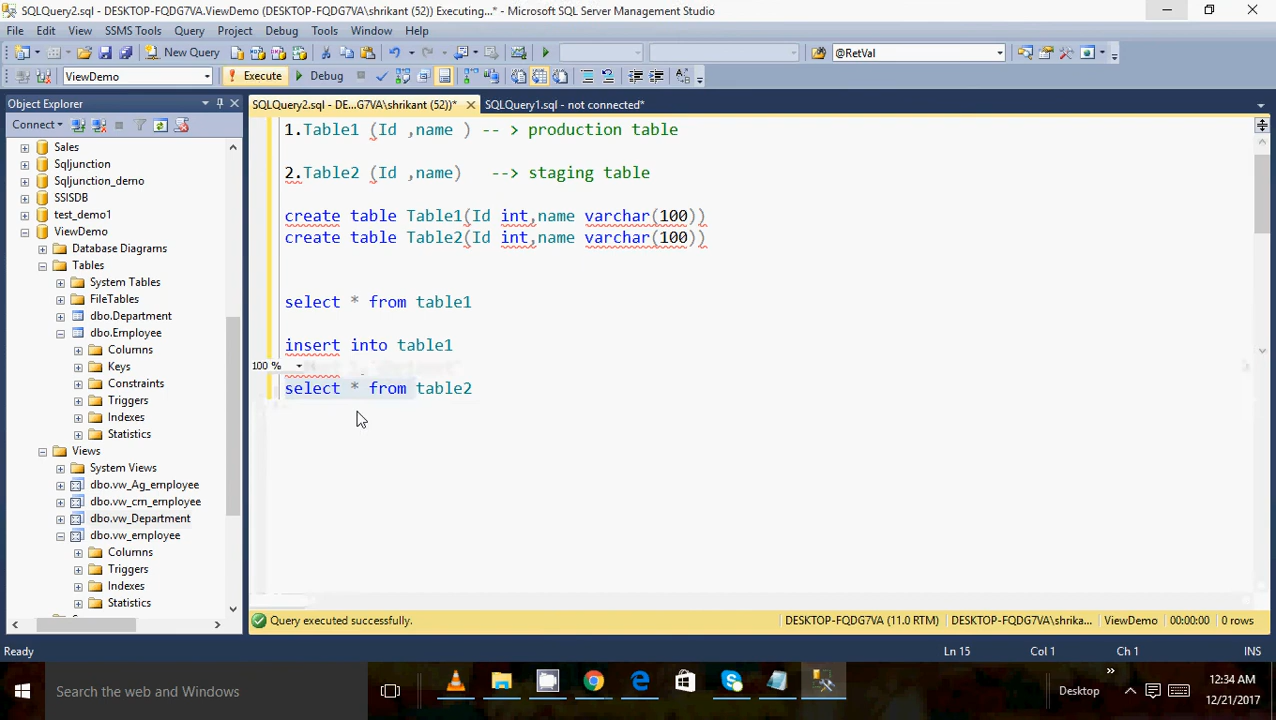 SQLQuery2.sql - DESKTOP-FQDG7VA.ViewDemo (DESKTOP-FQDG7VA\shrikant (52)) Executing...* - Microsoft SQL Server Management Studio
File Edit View SSMS Tools Query Project Debug Tools Window Help
New Query @RetVal
ViewDemo Execute Debug
Object Explorer
SQLQuery2.sql - DE...G7VA\shrikant (52))* SQLQuery1.sql - not connected*
Connect
Sales
Sqljunction
Sqljunction_demo
SSISDB
test_demo1
ViewDemo
Database Diagrams
Tables
System Tables
FileTables
dbo.Department
dbo.Employee
Columns
Keys
Constraints
Triggers
Indexes
Statistics
Views
System Views
dbo.vw_Ag_employee
dbo.vw_crn_employee
dbo.vw_Department
dbo.vw_employee
Columns
Triggers
Indexes
Statistics
1.Table1 (Id ,name ) -- > production table
2.Table2 (Id ,name) --> staging table
create table Table1(Id int,name varchar(100))
create table Table2(Id int,name varchar(100))
select * from table1
insert into table1
100 %
select * from table2
Query executed successfully. DESKTOP-FQDG7VA (11.0 RTM) DESKTOP-FQDG7VA\shrika... ViewDemo 00:00:00 0 rows
Ready Ln 15 Col 1 Ch 1 INS
Search the web and Windows Desktop 12:34 AM
12/21/2017